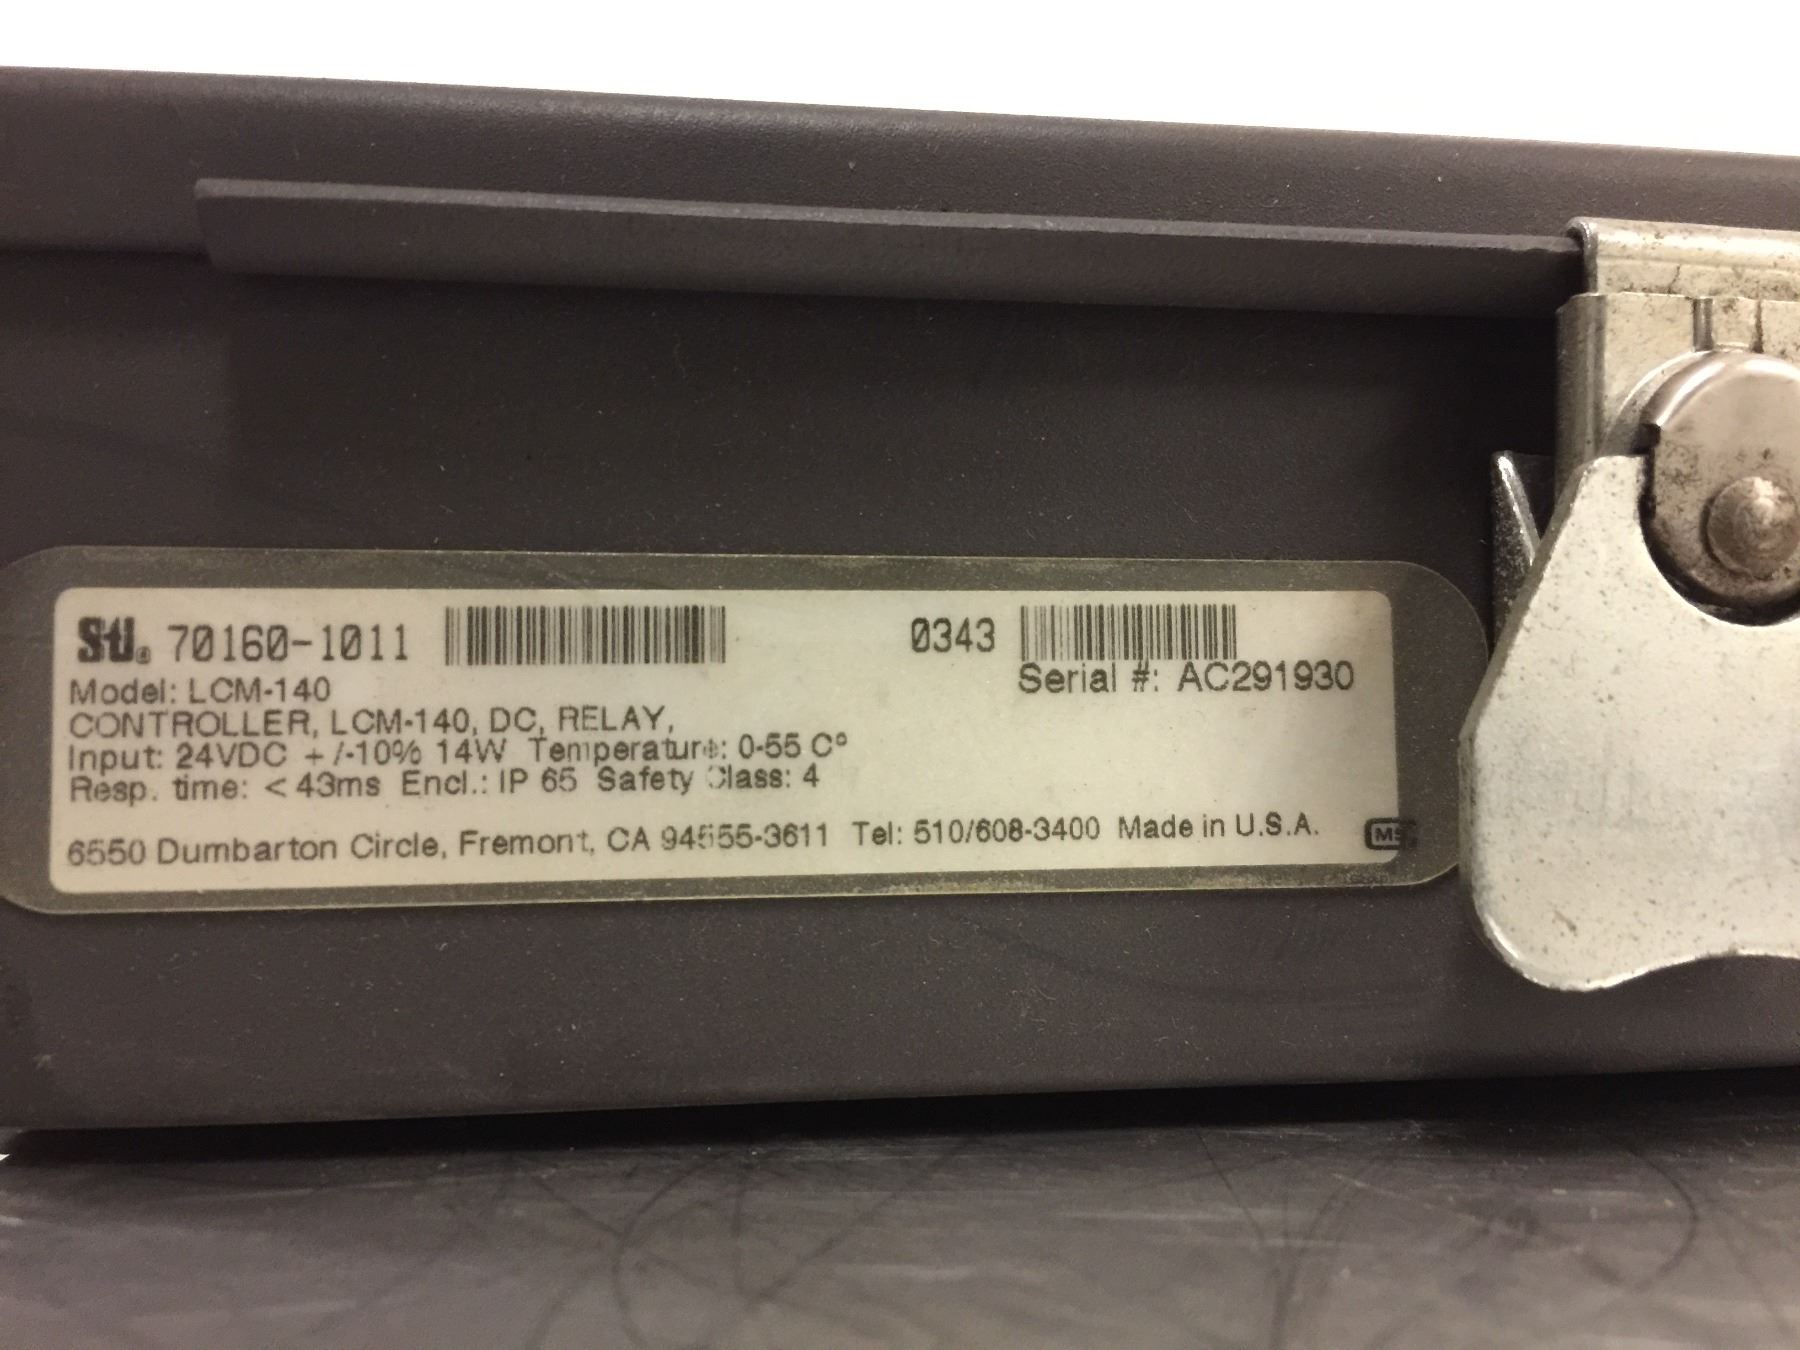 Sti® 70160-1011 0343
Serial #: AC291930
Model: LCM-140
CONTROLLER, LCM-140, DC, RELAY,
Input: 24VDC +/-10% 14W Temperature: 0-55 C°
Resp. time: < 43ms Encl.: IP 65 Safety Class: 4
6550 Dumbarton Circle, Fremont, CA 94555-3611 Tel: 510/608-3400 Made in U.S.A.